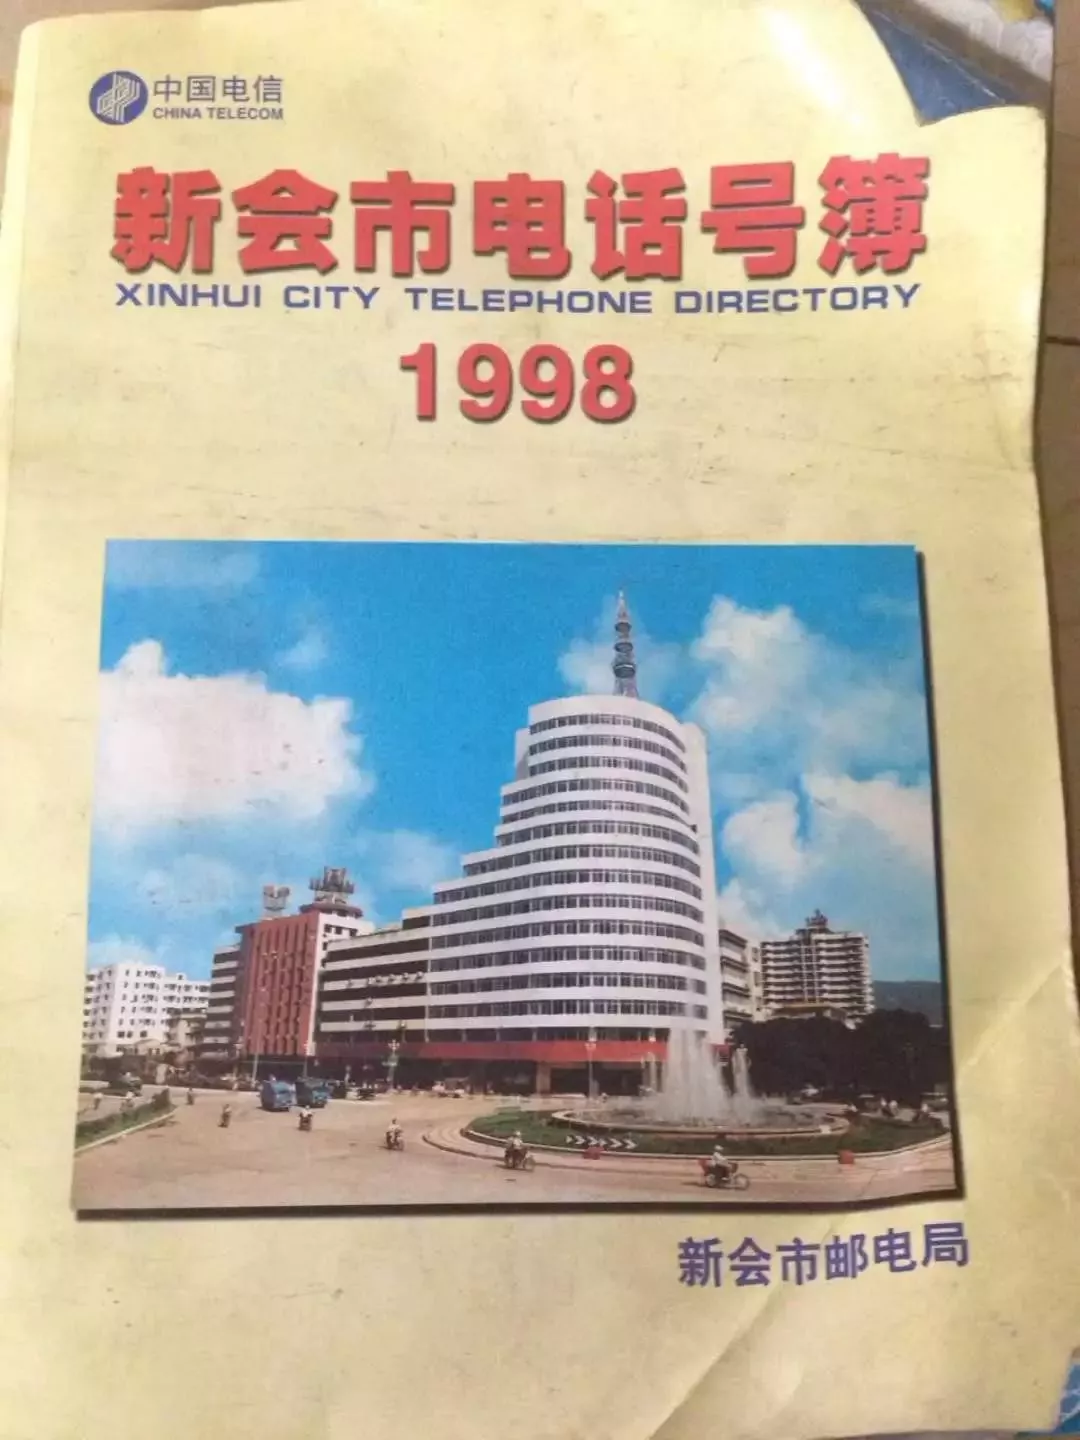 中国电信
CHINA TELECOM
新会市电话号簿
XINHUI CITY TELEPHONE DIRECTORY
1998
新会市邮电局